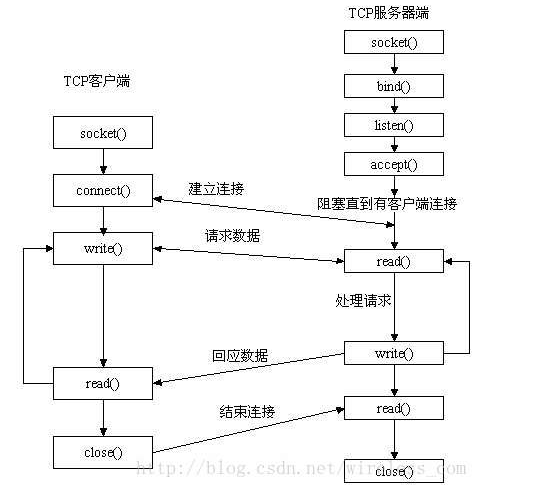 TCP服务器端
socket()
bind()
TCP客户端
listen()
socket()
accept()
connect()
建立连接
阻塞直到有客户端连接
write()
请求数据
read()
处理请求
回应数据
write()
read()
结束连接
read()
close()
close()